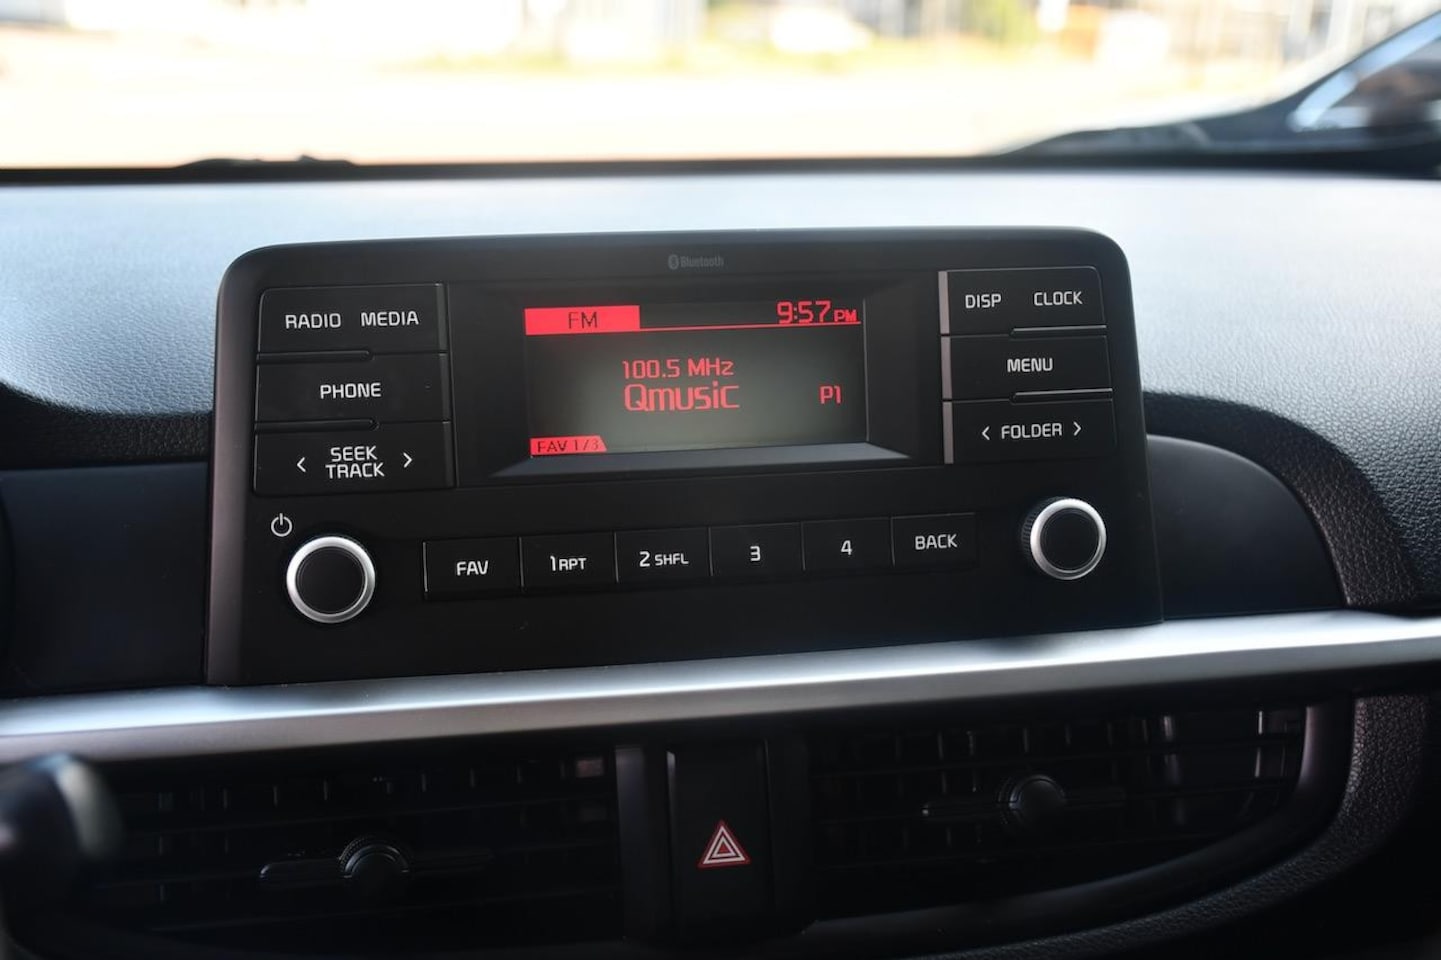 Bluetooth
RADIO MEDIA
PHONE
< SEEK TRACK >
FM 9:57 PM
100.5 MHz
Qmusic P1
FAV 1/3
DISP CLOCK
MENU
< FOLDER >
FAV 1 RPT 2 SHFL 3 4 BACK